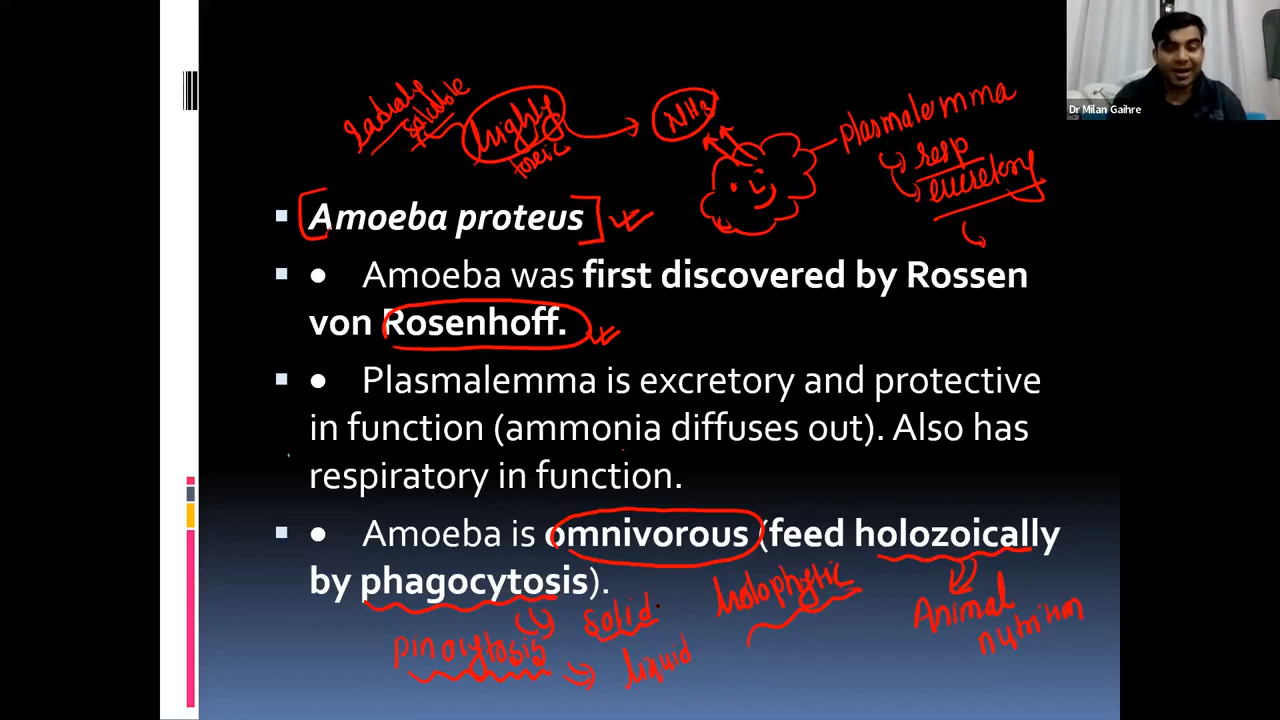 Dr Milan Gaihre
plasmalemma
soluble
highly
NH3
toxic
resp
excretory
Amoeba proteus
• Amoeba was first discovered by Rossen
von Rosenhoff.
• Plasmalemma is excretory and protective
in function (ammonia diffuses out). Also has
respiratory in function.
• Amoeba is omnivorous (feed holozoically
by phagocytosis).
holophytic
solid
Animal
nutrition
pinocytosis
liquid